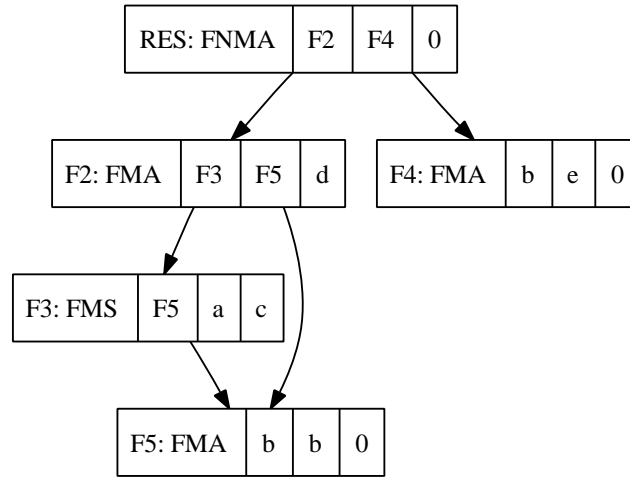 RES: FNMA F2 F4 0
F2: FMA F3 F5 d
F4: FMA b e 0
F3: FMS F5 a c
F5: FMA b b 0